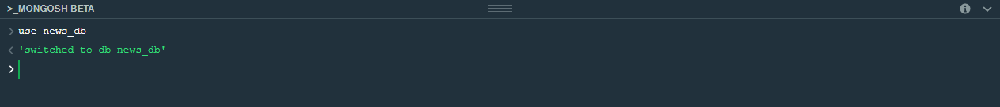 >_MONGOSH BETA
> use news_db
< 'switched to db news_db'
>